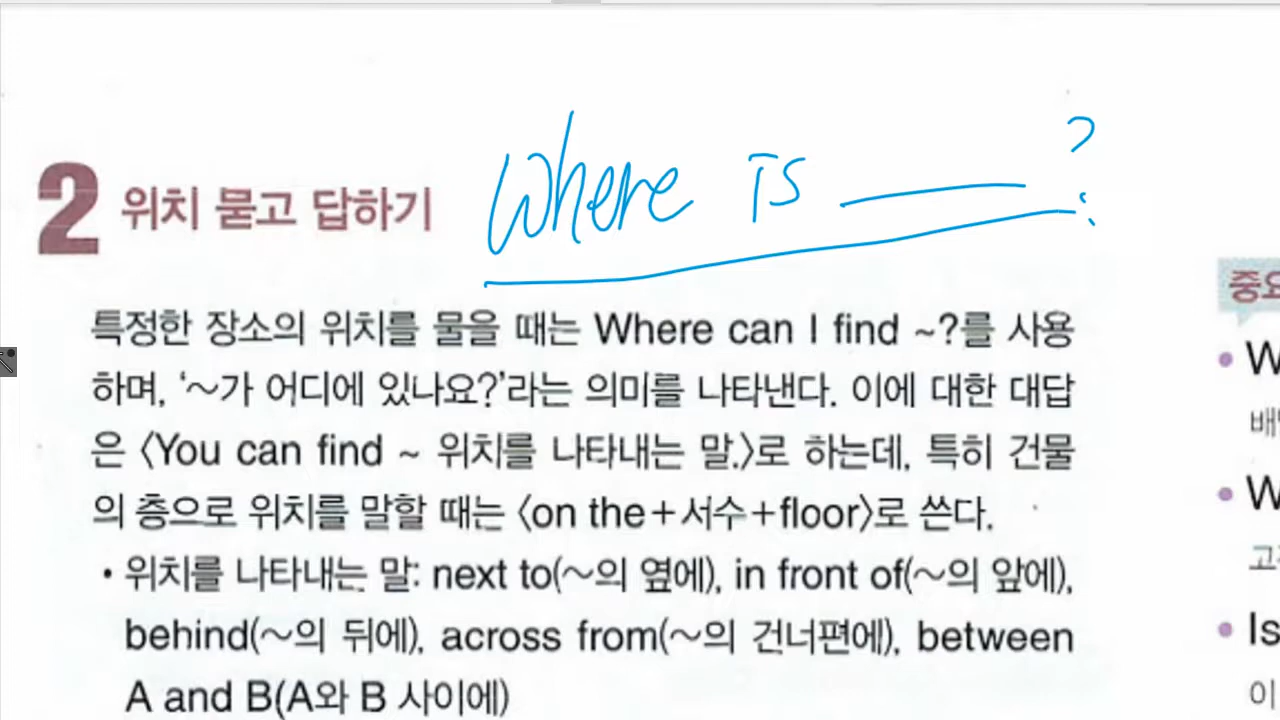 Where is ?
2 위치 묻고 답하기
특정한 장소의 위치를 물을 때는 Where can I find ~?를 사용
하며, ‘~가 어디에 있나요?’라는 의미를 나타낸다. 이에 대한 대답
은 〈You can find ~ 위치를 나타내는 말.〉로 하는데, 특히 건물
의 층으로 위치를 말할 때는 〈on the+서수+floor〉로 쓴다.
• 위치를 나타내는 말: next to(~의 옆에), in front of(~의 앞에),
behind(~의 뒤에), across from(~의 건너편에), between
A and B(A와 B 사이에)
중요
• W
배
• W
고
• Is
이